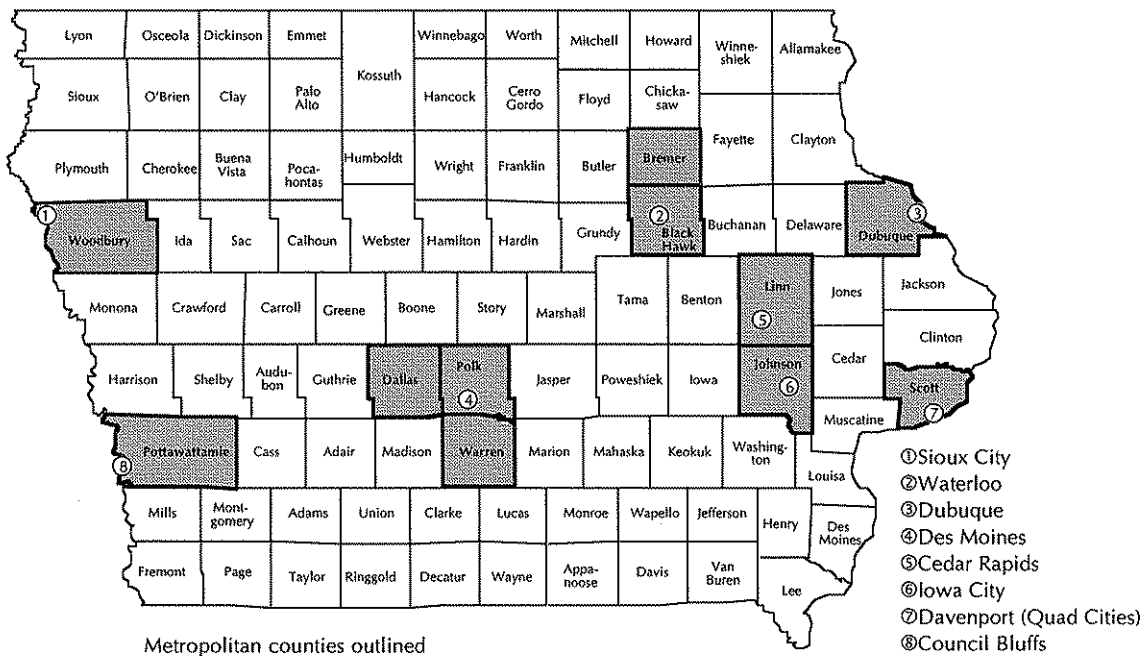 Lyon
Osceola
Dickinson
Emmet
Winnebago
Worth
Mitchell
Howard
Winne-
shiek
Allamakee
Kossuth
Sioux
O'Brien
Clay
Palo
Alto
Hancock
Cerro
Gordo
Floyd
Chicka-
saw
Plymouth
Cherokee
Buena
Vista
Poca-
hontas
Humboldt
Wright
Franklin
Butler
Bremer
Fayette
Clayton
①
Woodbury
Ida
Sac
Calhoun
Webster
Hamilton
Hardin
Grundy
②
Black
Hawk
Buchanan
Delaware
③
Dubuque
Monona
Crawford
Carroll
Greene
Boone
Story
Marshall
Tama
Benton
Linn
⑤
Jones
Jackson
Clinton
Harrison
Shelby
Audu-
bon
Guthrie
Dallas
Polk
④
Jasper
Poweshiek
Iowa
Johnson
⑥
Cedar
Scott
⑦
Muscatine
⑧
Pottawattamie
Cass
Adair
Madison
Warren
Marion
Mahaska
Keokuk
Washing-
ton
Louisa
Mills
Mont-
gomery
Adams
Union
Clarke
Lucas
Monroe
Wapello
Jefferson
Henry
Des
Moines
Fremont
Page
Taylor
Ringgold
Decatur
Wayne
Appa-
noose
Davis
Van
Buren
Lee
①Sioux City
②Waterloo
③Dubuque
④Des Moines
⑤Cedar Rapids
⑥Iowa City
⑦Davenport (Quad Cities)
⑧Council Bluffs
Metropolitan counties outlined